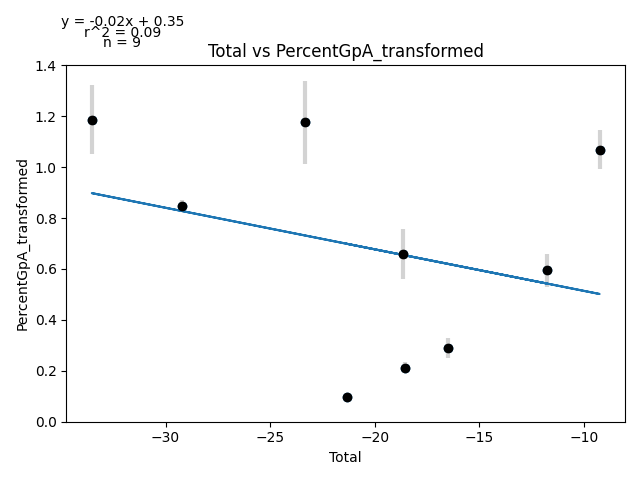 y = -0.02x + 0.35
r^2 = 0.09
n = 9
Total vs PercentGpA_transformed
1.4
1.2
1.0
0.8
0.6
0.4
0.2
0.0
PercentGpA_transformed
−30
−25
−20
−15
−10
Total